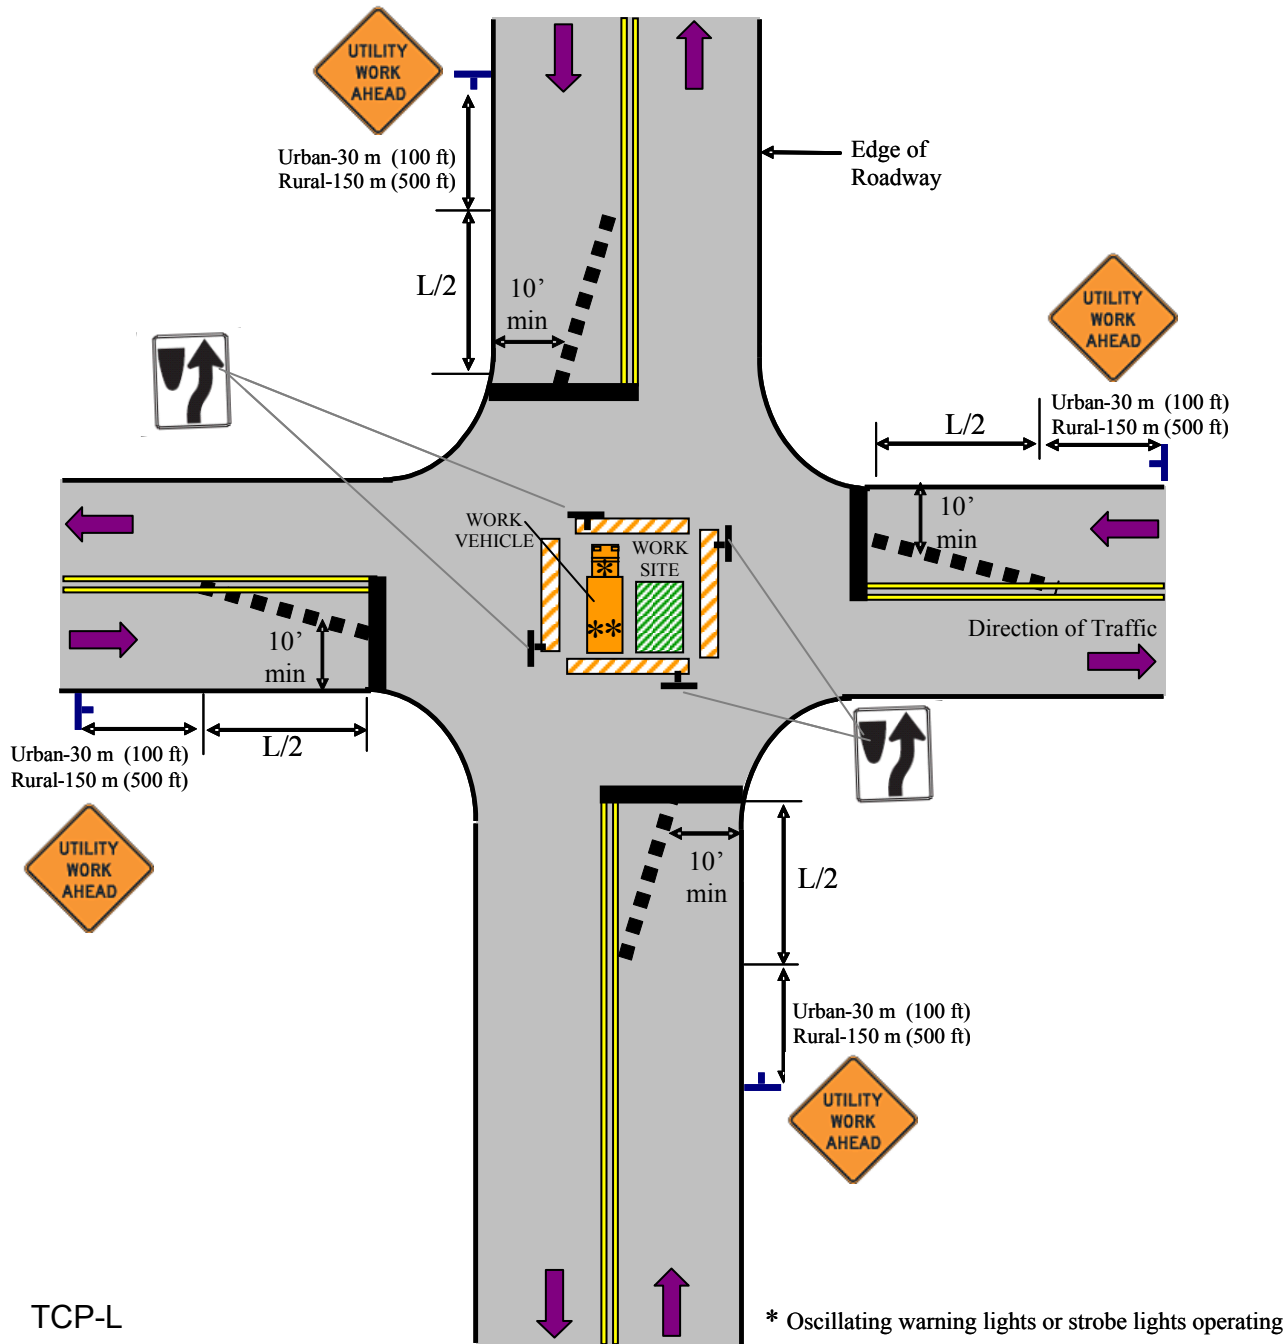 UTILITY
WORK
AHEAD
Urban-30 m  (100 ft)
Rural-150 m (500 ft)
Edge of
Roadway
L/2
10’
min
UTILITY
WORK
AHEAD
Urban-30 m  (100 ft)
Rural-150 m (500 ft)
L/2
10’
min
WORK
VEHICLE
WORK
SITE
*
**
Direction of Traffic
10’
min
L/2
Urban-30 m  (100 ft)
Rural-150 m (500 ft)
UTILITY
WORK
AHEAD
10’
min
L/2
Urban-30 m  (100 ft)
Rural-150 m (500 ft)
UTILITY
WORK
AHEAD
TCP-L
* Oscillating warning lights or strobe lights operating